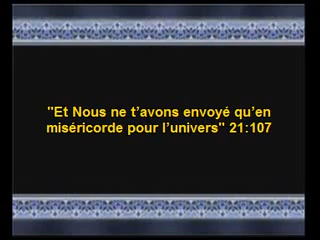 "Et Nous ne t’avons envoyé qu’en
miséricorde pour l’univers" 21:107